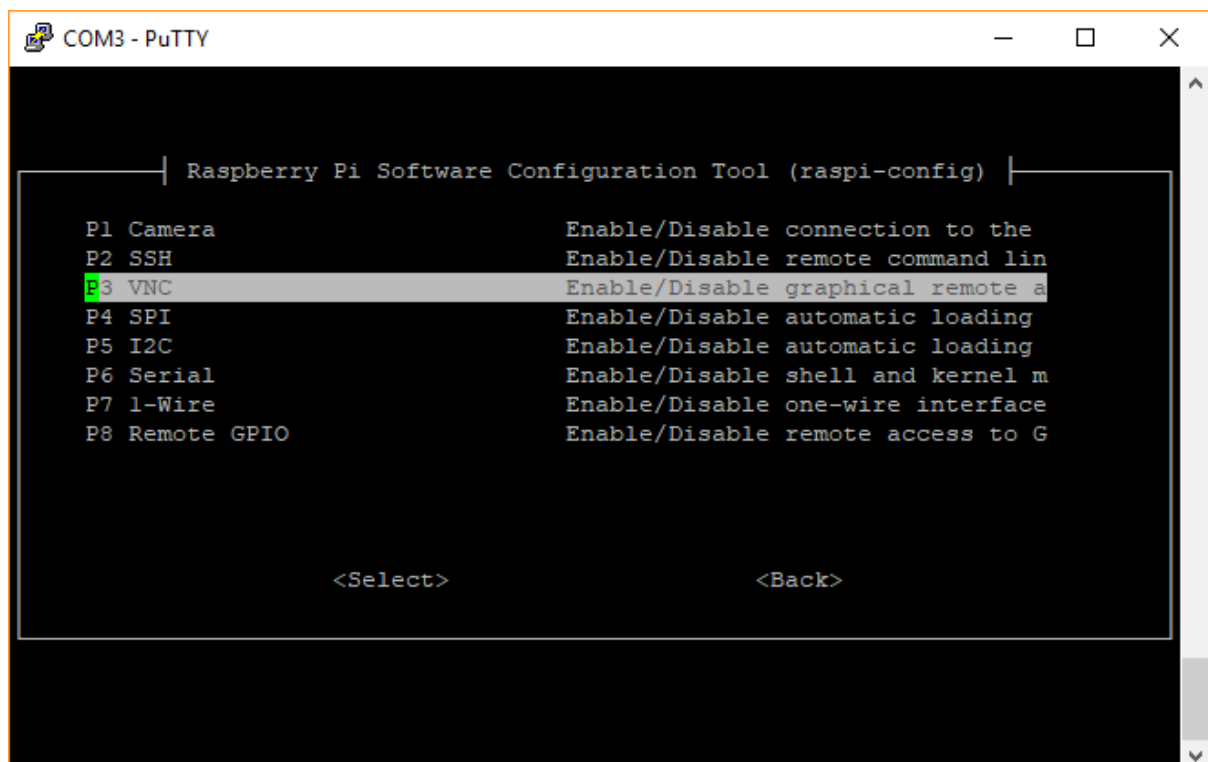 COM3 - PuTTY
Raspberry Pi Software Configuration Tool (raspi-config)
P1 Camera Enable/Disable connection to the
P2 SSH Enable/Disable remote command lin
P3 VNC Enable/Disable graphical remote a
P4 SPI Enable/Disable automatic loading
P5 I2C Enable/Disable automatic loading
P6 Serial Enable/Disable shell and kernel m
P7 1-Wire Enable/Disable one-wire interface
P8 Remote GPIO Enable/Disable remote access to G
<Select> <Back>